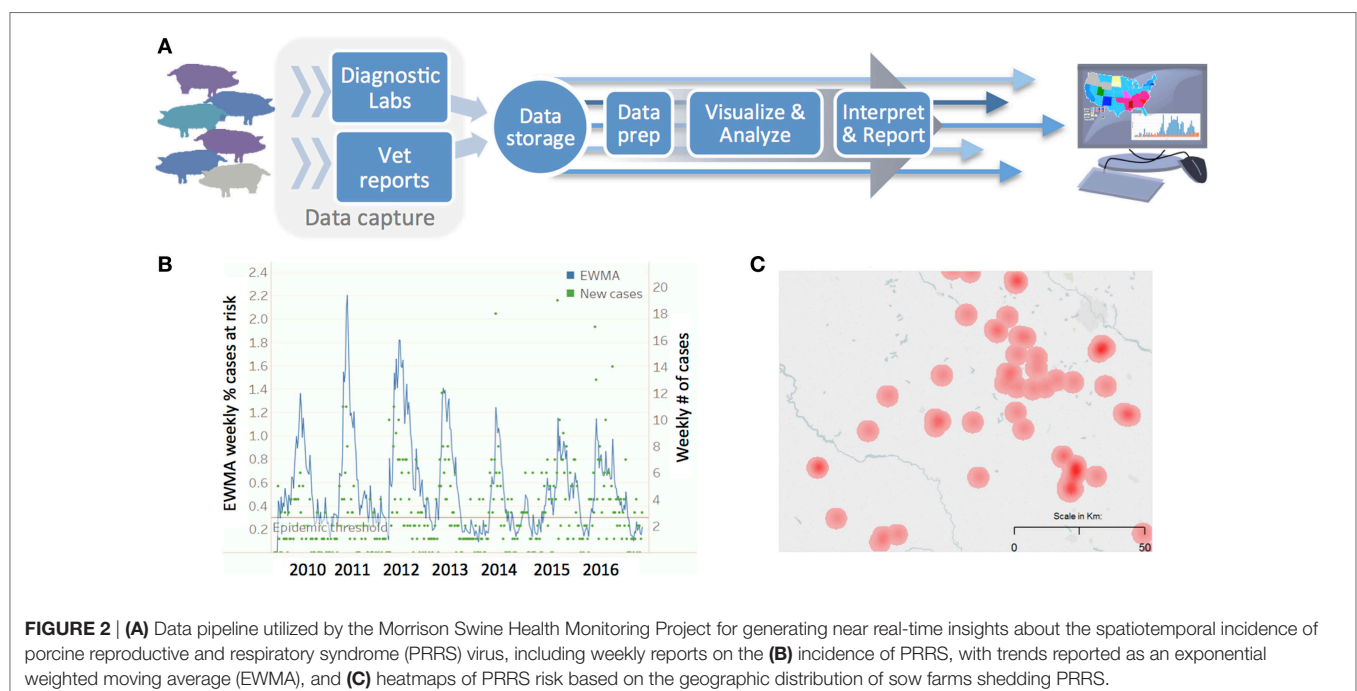 A
Diagnostic
Labs
Vet
reports
Data capture
Data
storage
Data
prep
Visualize &
Analyze
Interpret
& Report
B
EWMA weekly % cases at risk
2.4
2.2
2.0
1.8
1.6
1.4
1.2
1.0
0.8
0.6
0.4
0.2
EWMA
New cases
Epidemic threshold
20
18
16
14
12
10
8
6
4
2
Weekly # of cases
2010 2011 2012 2013 2014 2015 2016
C
Scale in Km:
0 50
FIGURE 2 | (A) Data pipeline utilized by the Morrison Swine Health Monitoring Project for generating near real-time insights about the spatiotemporal incidence of
porcine reproductive and respiratory syndrome (PRRS) virus, including weekly reports on the (B) incidence of PRRS, with trends reported as an exponential
weighted moving average (EWMA), and (C) heatmaps of PRRS risk based on the geographic distribution of sow farms shedding PRRS.